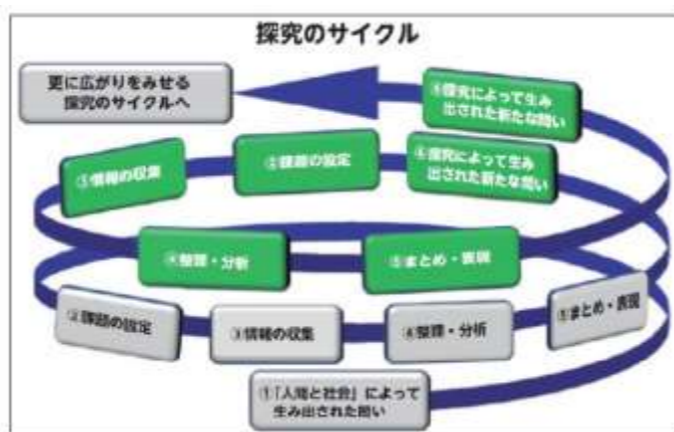 探究のサイクル
更に広がりをみせる
探究のサイクルへ
⑥探究によって生み
出された新たな問い
③情報の収集
②課題の設定
⑥探究によって生み
出された新たな問い
④整理・分析
⑤まとめ・表現
②課題の設定
③情報の収集
④整理・分析
⑤まとめ・表現
①「人間と社会」によって
生み出された問い